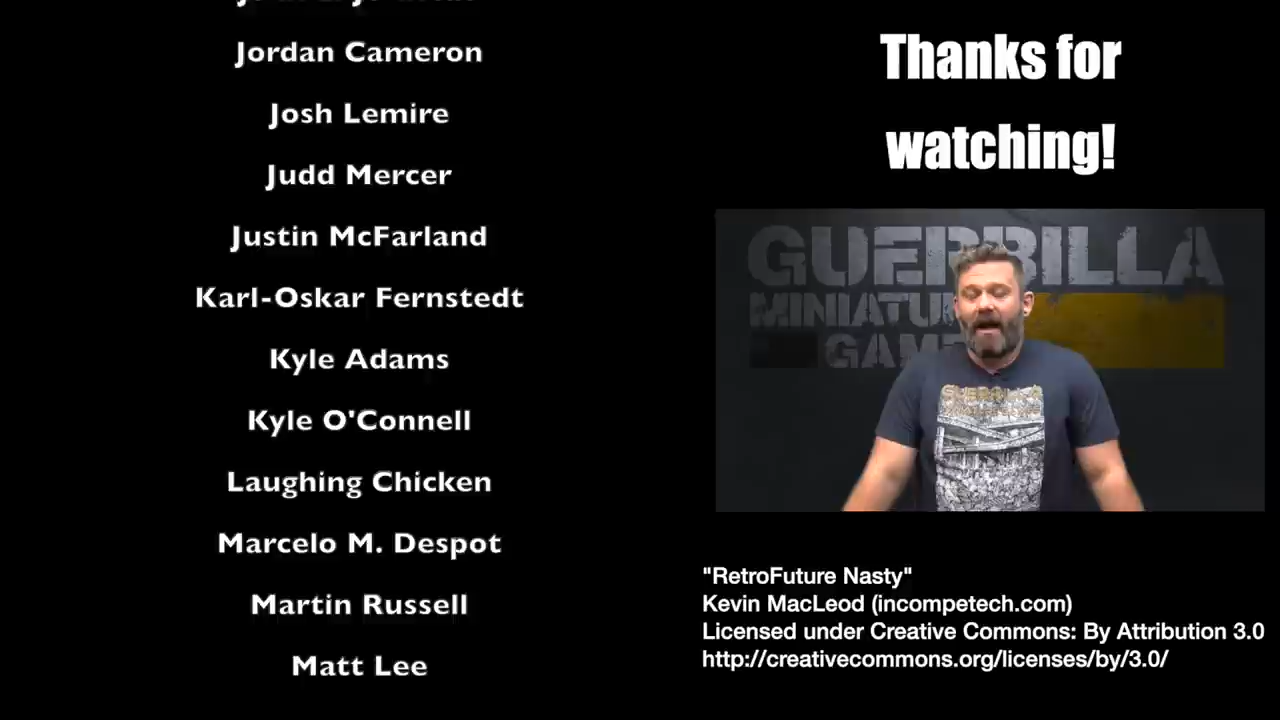 Jordan Cameron
Josh Lemire
Judd Mercer
Justin McFarland
Karl-Oskar Fernstedt
Kyle Adams
Kyle O'Connell
Laughing Chicken
Marcelo M. Despot
Martin Russell
Matt Lee
Thanks for
watching!
GUERRILLA
"RetroFuture Nasty"
Kevin MacLeod (incompetech.com)
Licensed under Creative Commons: By Attribution 3.0
http://creativecommons.org/licenses/by/3.0/